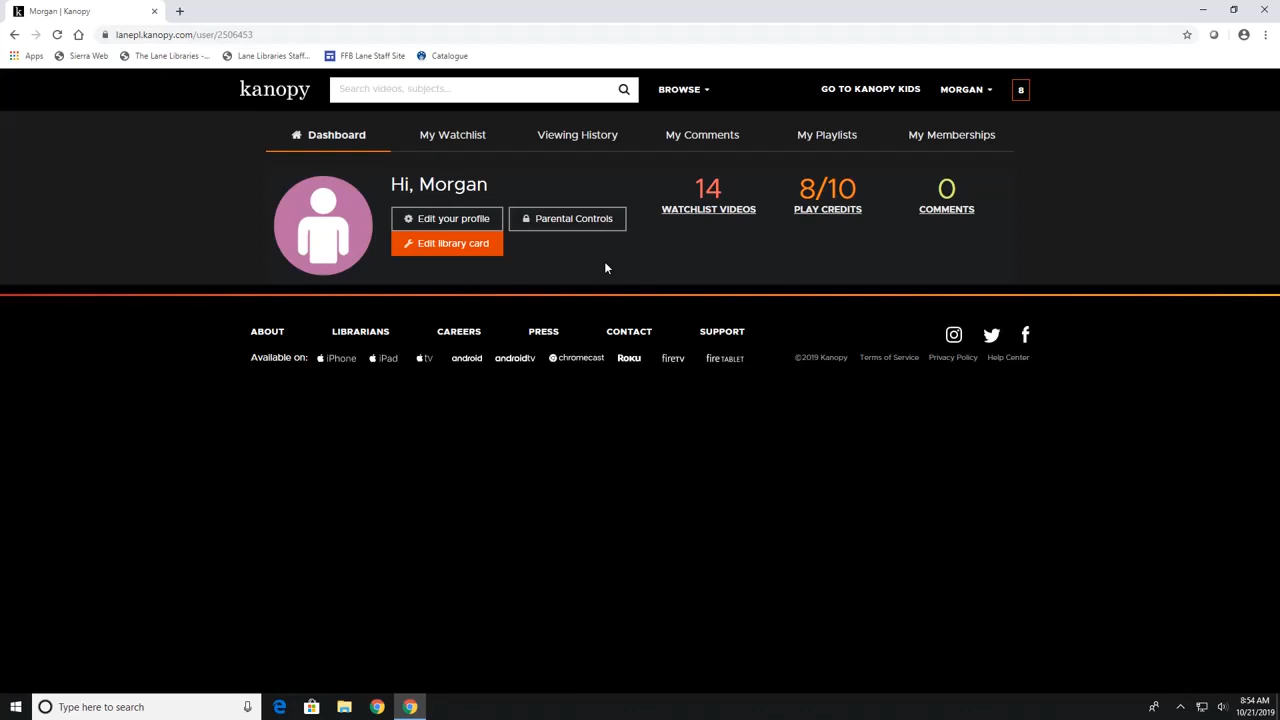 Morgan | Kanopy
lanepl.kanopy.com/user/2506453
Apps Sierra Web The Lane Libraries -... Lane Libraries Staff... FFB Lane Staff Site Catalogue
kanopy Search videos, subjects... BROWSE GO TO KANOPY KIDS MORGAN 8
Dashboard My Watchlist Viewing History My Comments My Playlists My Memberships
Hi, Morgan
14 8/10 0
WATCHLIST VIDEOS PLAY CREDITS COMMENTS
Edit your profile Parental Controls
Edit library card
ABOUT LIBRARIANS CAREERS PRESS CONTACT SUPPORT
Available on: iPhone iPad tv android androidtv chromecast Roku firetv fire TABLET ©2019 Kanopy Terms of Service Privacy Policy Help Center
Type here to search
8:54 AM
10/21/2019